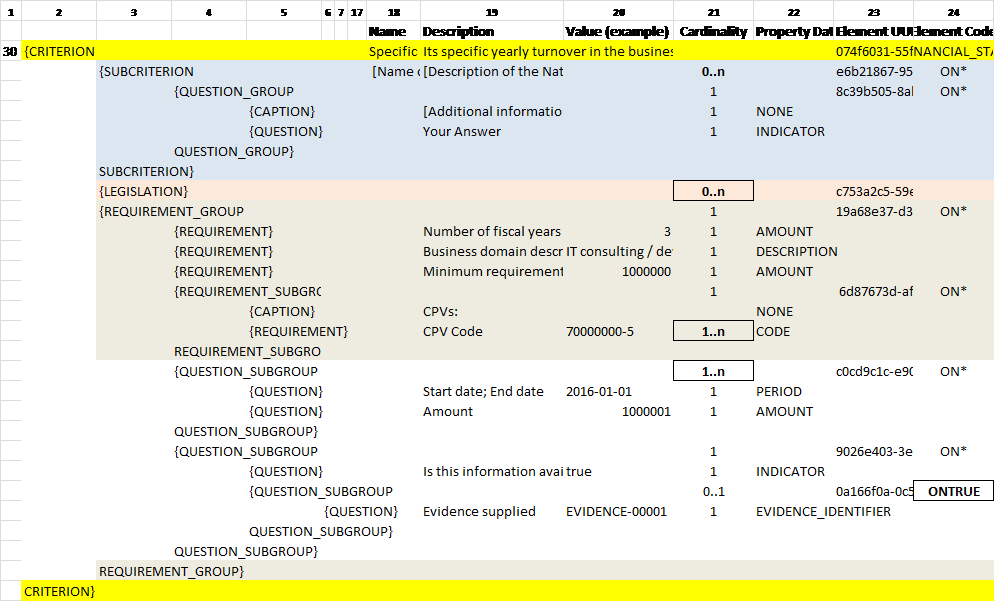 1 2 3 4 5 6 7 17 18 19 20 21 22 23 24
Name Description Value (example) Cardinality Property Dat Element UU Element Code
30 {CRITERION Specific Its specific yearly turnover in the busines 074f6031-55f NANCIAL_STA
{SUBCRITERION [Name [Description of the Nat 0..n e6b21867-95 ON*
{QUESTION_GROUP 1 8c39b505-8al ON*
{CAPTION} [Additional informatio 1 NONE
{QUESTION} Your Answer 1 INDICATOR
QUESTION_GROUP}
SUBCRITERION}
{LEGISLATION} 0..n c753a2c5-59e
{REQUIREMENT_GROUP 1 19a68e37-d3 ON*
{REQUIREMENT} Number of fiscal years 3 1 AMOUNT
{REQUIREMENT} Business domain descr IT consulting / de 1 DESCRIPTION
{REQUIREMENT} Minimum requirement 1000000 1 AMOUNT
{REQUIREMENT_SUBGR 1 6d87673d-af ON*
{CAPTION} CPVs: NONE
{REQUIREMENT} CPV Code 70000000-5 1..n CODE
REQUIREMENT_SUBGRO
{QUESTION_SUBGROUP 1..n c0cd9c1c-e90 ON*
{QUESTION} Start date; End date 2016-01-01 1 PERIOD
{QUESTION} Amount 1000001 1 AMOUNT
QUESTION_SUBGROUP}
{QUESTION_SUBGROUP 1 9026e403-3e ON*
{QUESTION} Is this information avai true 1 INDICATOR
{QUESTION_SUBGROUP 0..1 0a166f0a-0c5 ONTRUE
{QUESTION} Evidence supplied EVIDENCE-00001 1 EVIDENCE_IDENTIFIER
QUESTION_SUBGROUP}
QUESTION_SUBGROUP}
REQUIREMENT_GROUP}
CRITERION}